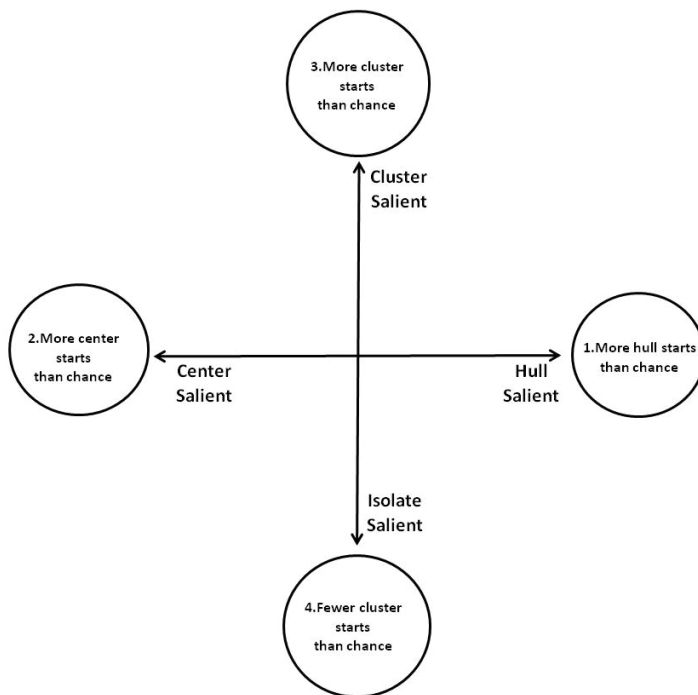 3.More cluster
starts
than chance
Cluster
Salient
2.More center
starts
than chance
Center
Salient
Hull
Salient
1.More hull starts
than chance
Isolate
Salient
4.Fewer cluster
starts
than chance